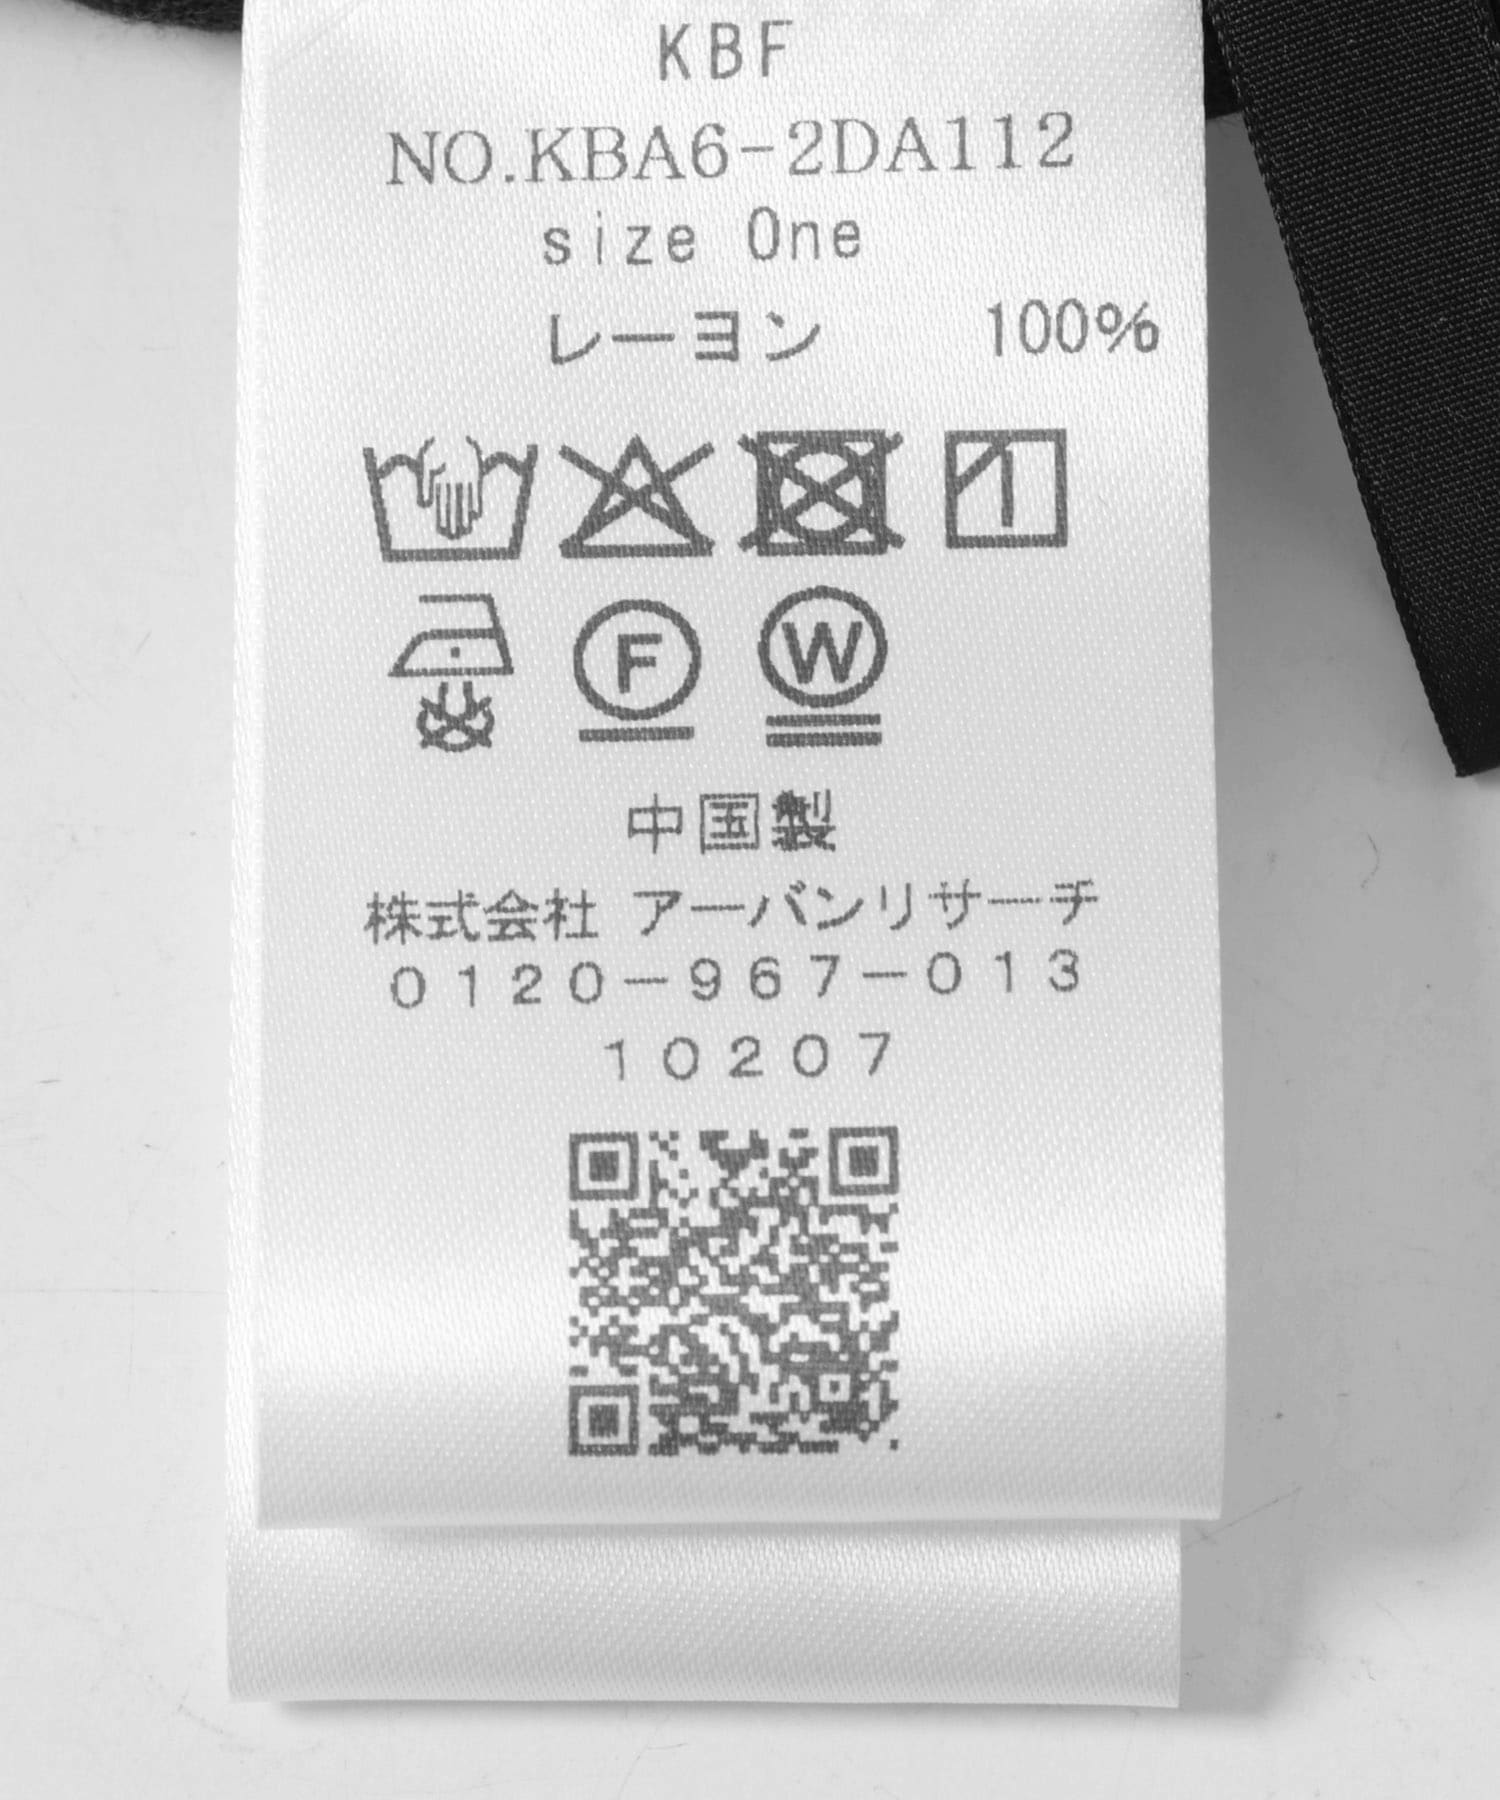 KBF
NO.KBA6-2DA112
size One
レーヨン 100%
F W
中国製
株式会社 アーバンリサーチ
0120-967-013
10207